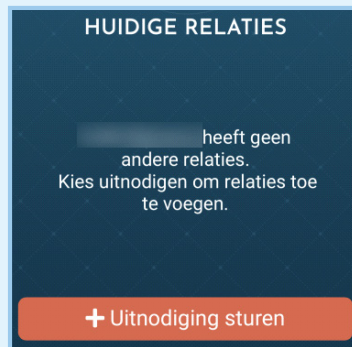 HUIDIGE RELATIES
heeft geen
andere relaties.
Kies uitnodigen om relaties toe
te voegen.
+ Uitnodiging sturen